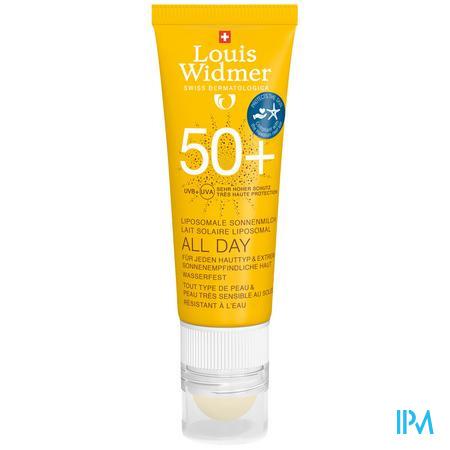 Louis
Widmer
SWISS DERMATOLOGICA
50+
UVB+ UVA
SEHR HOHER SCHUTZ
TRÈS HAUTE PROTECTION
LIPOSOMALE SONNENMILCH
LAIT SOLAIRE LIPOSOMAL
ALL DAY
FÜR JEDEN HAUTTYP & EXTREM
SONNENEMPFINDLICHE HAUT
WASSERFEST
TOUT TYPE DE PEAU &
PEAU TRÈS SENSIBLE AU SOLEIL
RÉSISTANT À L'EAU
IPM